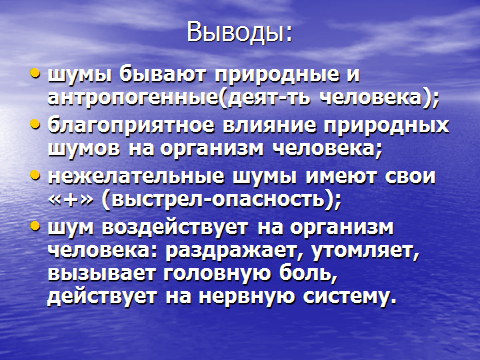 Выводы:
шумы бывают природные и
антропогенные(деят-ть человека);
благоприятное влияние природных
шумов на организм человека;
нежелательные шумы имеют свои
«+» (выстрел-опасность);
шум воздействует на организм
человека: раздражает, утомляет,
вызывает головную боль,
действует на нервную систему.